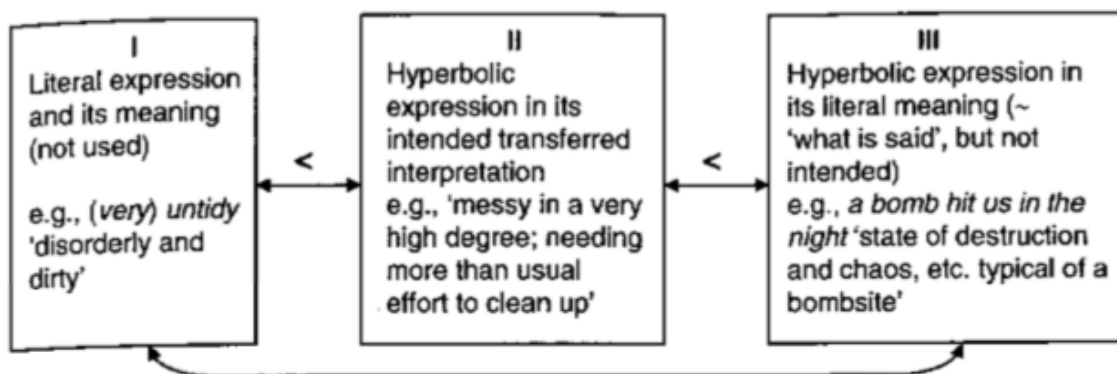 I
Literal expression
and its meaning
(not used)
e.g., (very) untidy
'disorderly and
dirty'
<
II
Hyperbolic
expression in its
intended transferred
interpretation
e.g., 'messy in a very
high degree; needing
more than usual
effort to clean up'
<
III
Hyperbolic expression in
its literal meaning (~
'what is said', but not
intended)
e.g., a bomb hit us in the
night 'state of destruction
and chaos, etc. typical of a
bombsite'